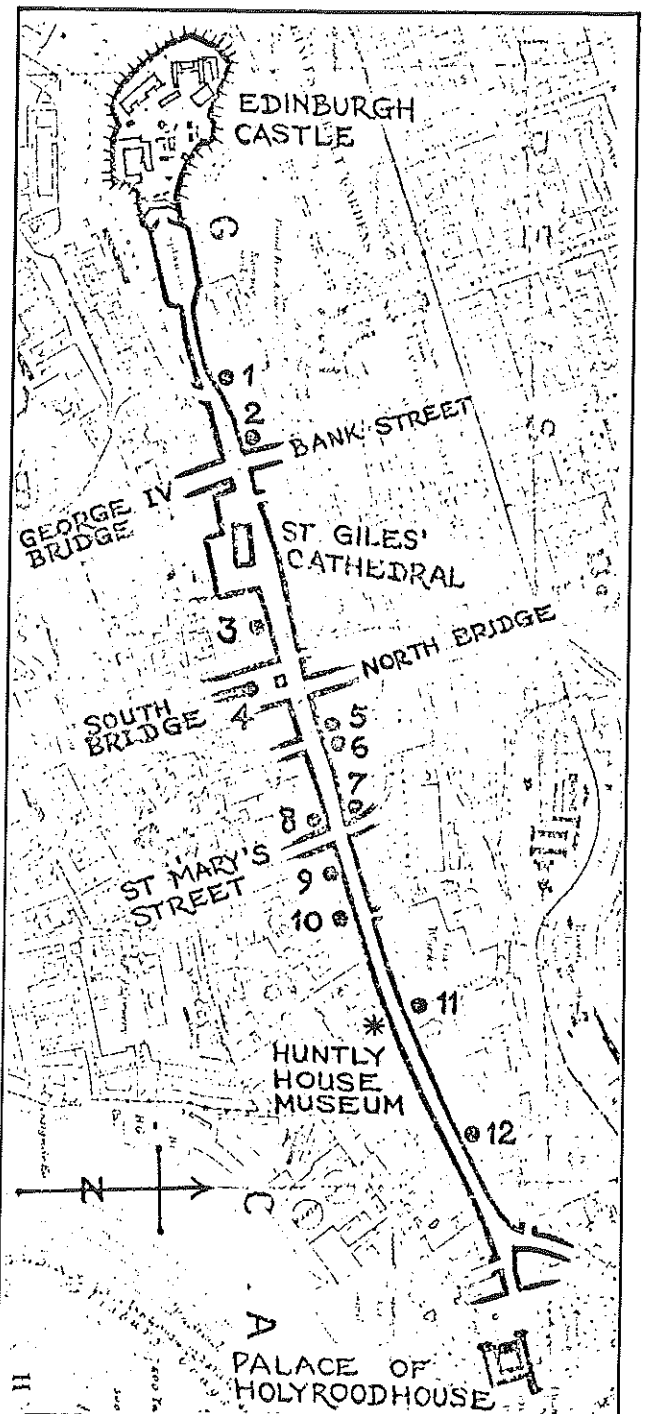 EDINBURGH
CASTLE
G
1
2
BANK STREET
GEORGE IV
BRIDGE
ST GILES'
CATHEDRAL
3
NORTH BRIDGE
SOUTH
BRIDGE
4
5
6
7
8
ST MARY'S
STREET
9
10
11
HUNTLY
HOUSE
MUSEUM
12
N
C
A
PALACE OF
HOLYROODHOUSE